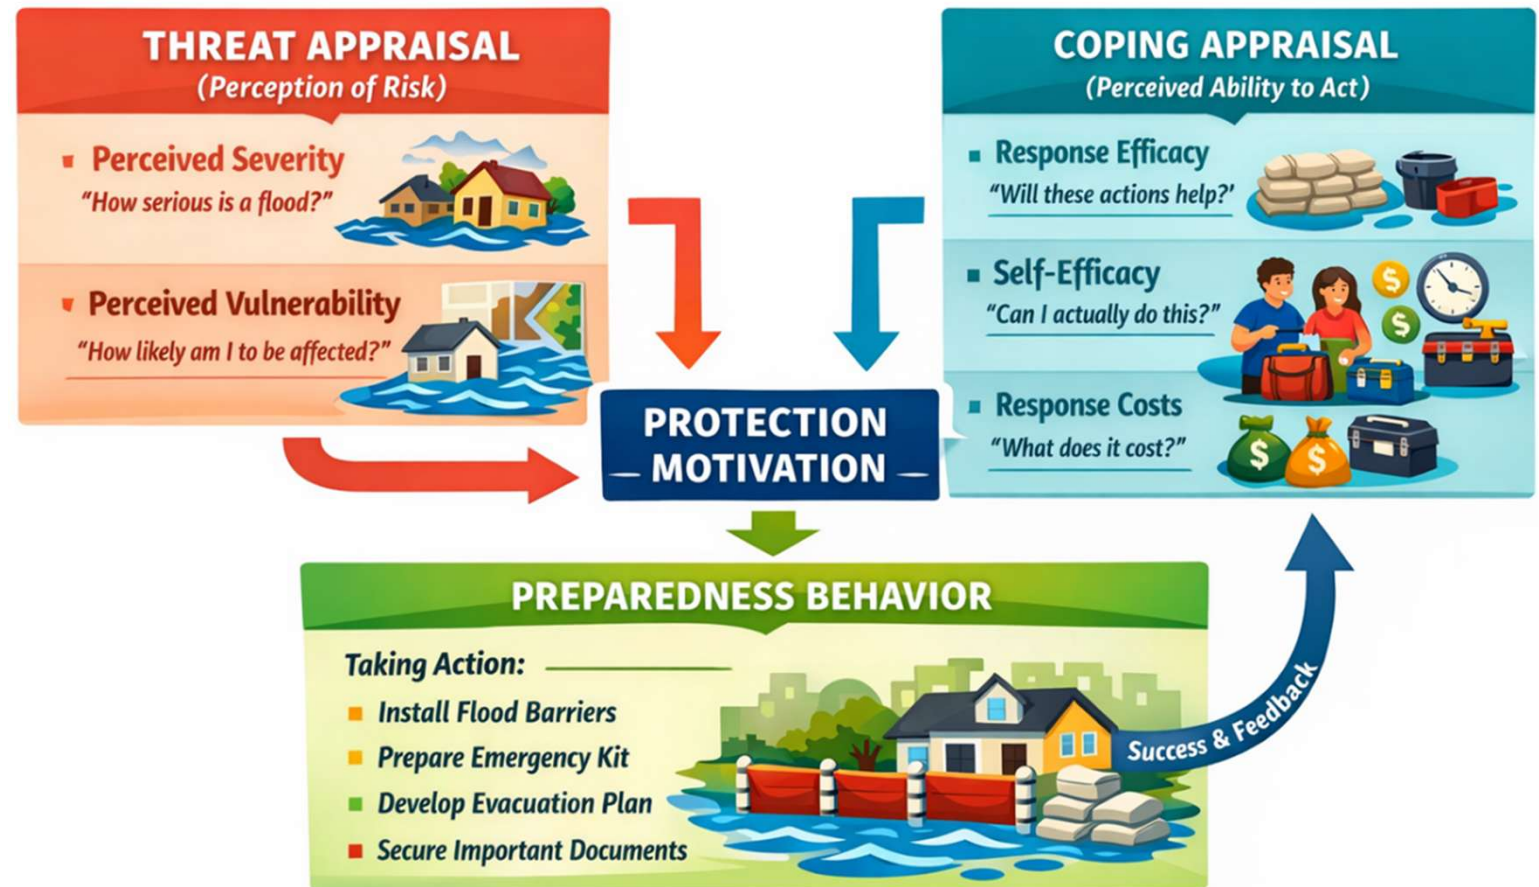 THREAT APPRAISAL
(Perception of Risk)
Perceived Severity
“How serious is a flood?”
Perceived Vulnerability
“How likely am I to be affected?”
COPING APPRAISAL
(Perceived Ability to Act)
Response Efficacy
“Will these actions help?’
Self-Efficacy
“Can I actually do this?”
$
$
Response Costs
“What does it cost?”
$
$
PROTECTION
MOTIVATION
PREPAREDNESS BEHAVIOR
Taking Action:
Install Flood Barriers
Prepare Emergency Kit
Develop Evacuation Plan
Secure Important Documents
Success & Feedback